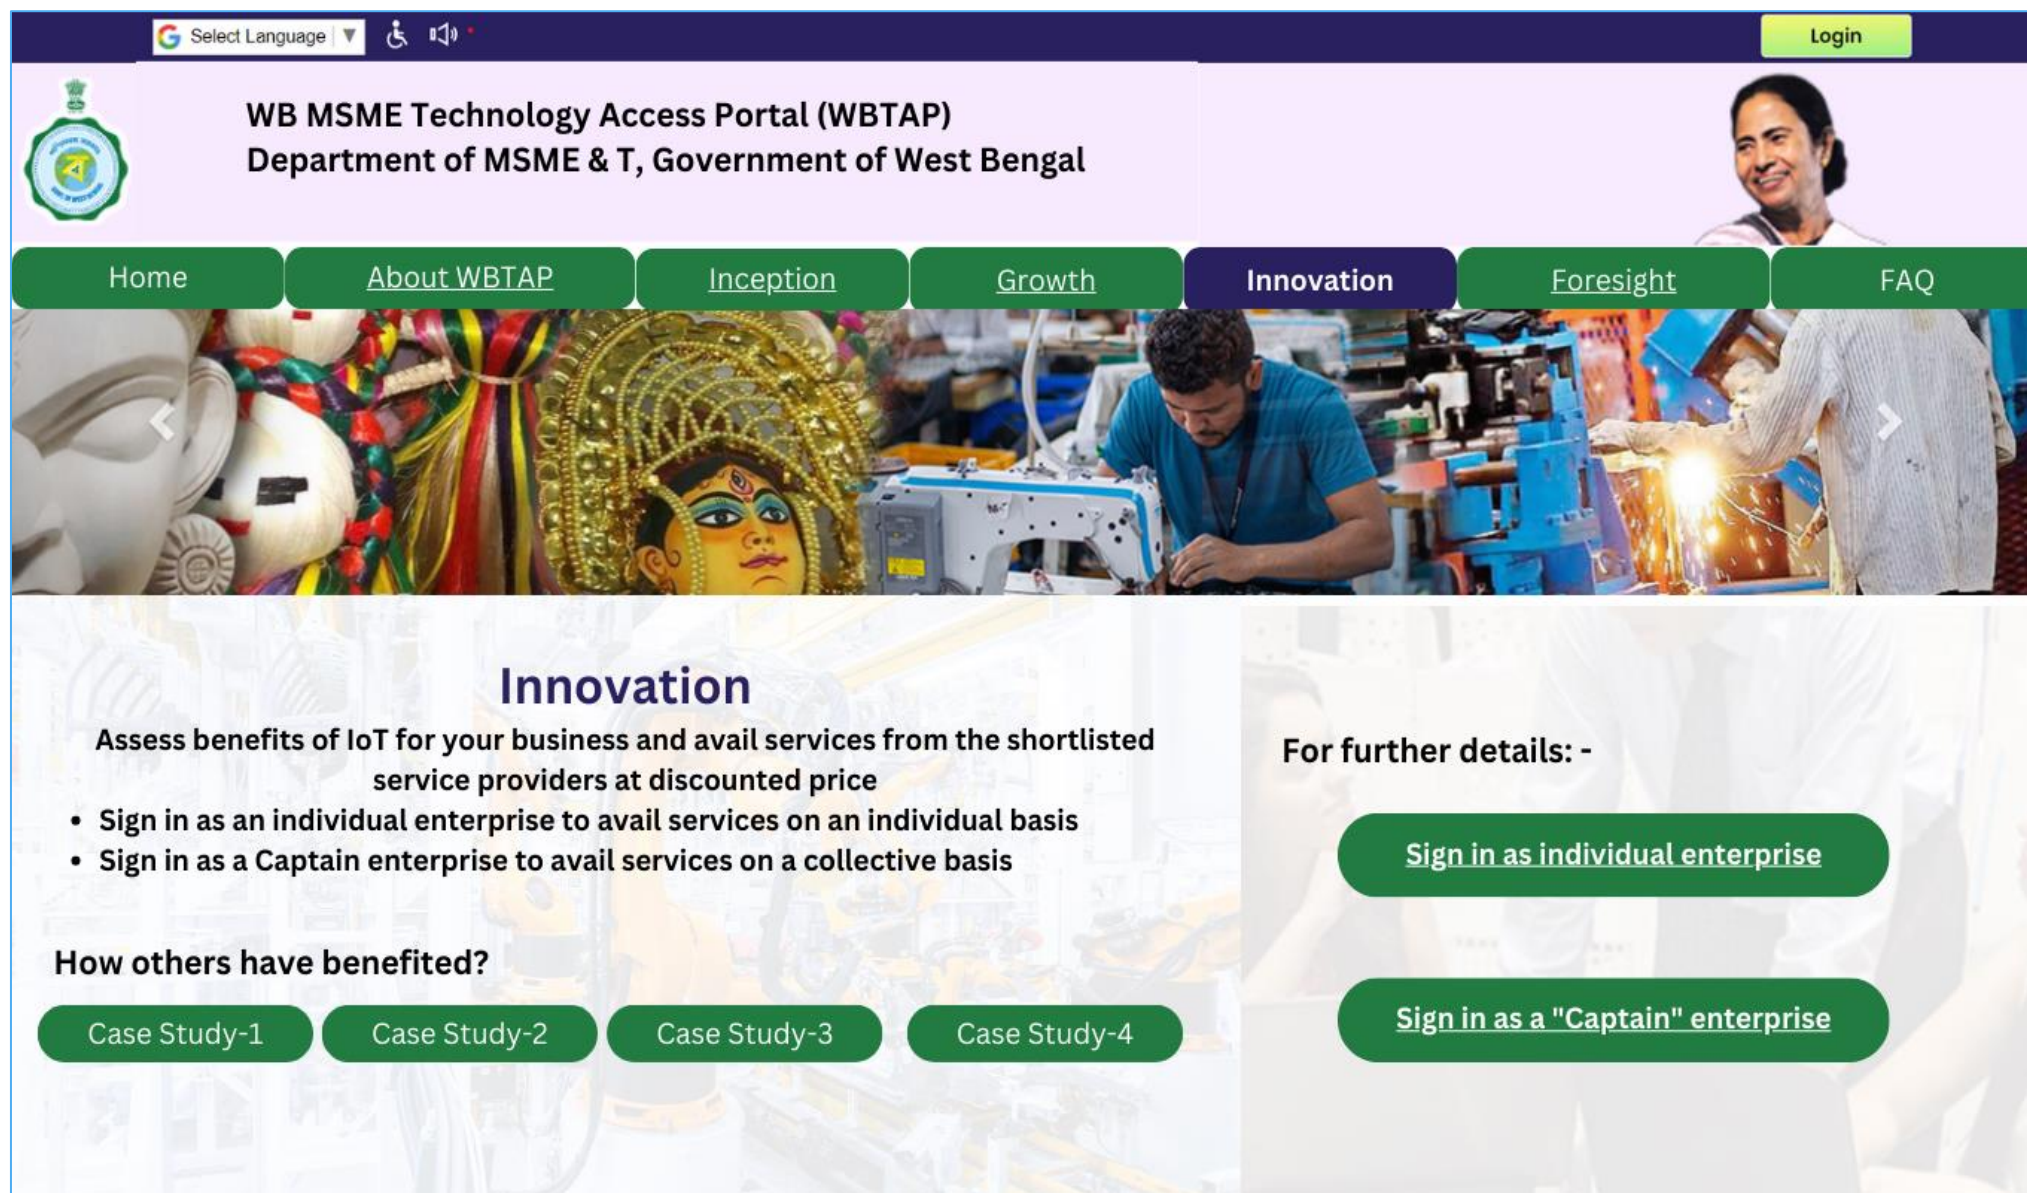 Select Language
Login
WB MSME Technology Access Portal (WBTAP)
Department of MSME & T, Government of West Bengal
Home
About WBTAP
Inception
Growth
Innovation
Foresight
FAQ
Innovation
Assess benefits of IoT for your business and avail services from the shortlisted
service providers at discounted price
• Sign in as an individual enterprise to avail services on an individual basis
• Sign in as a Captain enterprise to avail services on a collective basis
How others have benefited?
Case Study-1
Case Study-2
Case Study-3
Case Study-4
For further details: -
Sign in as individual enterprise
Sign in as a "Captain" enterprise